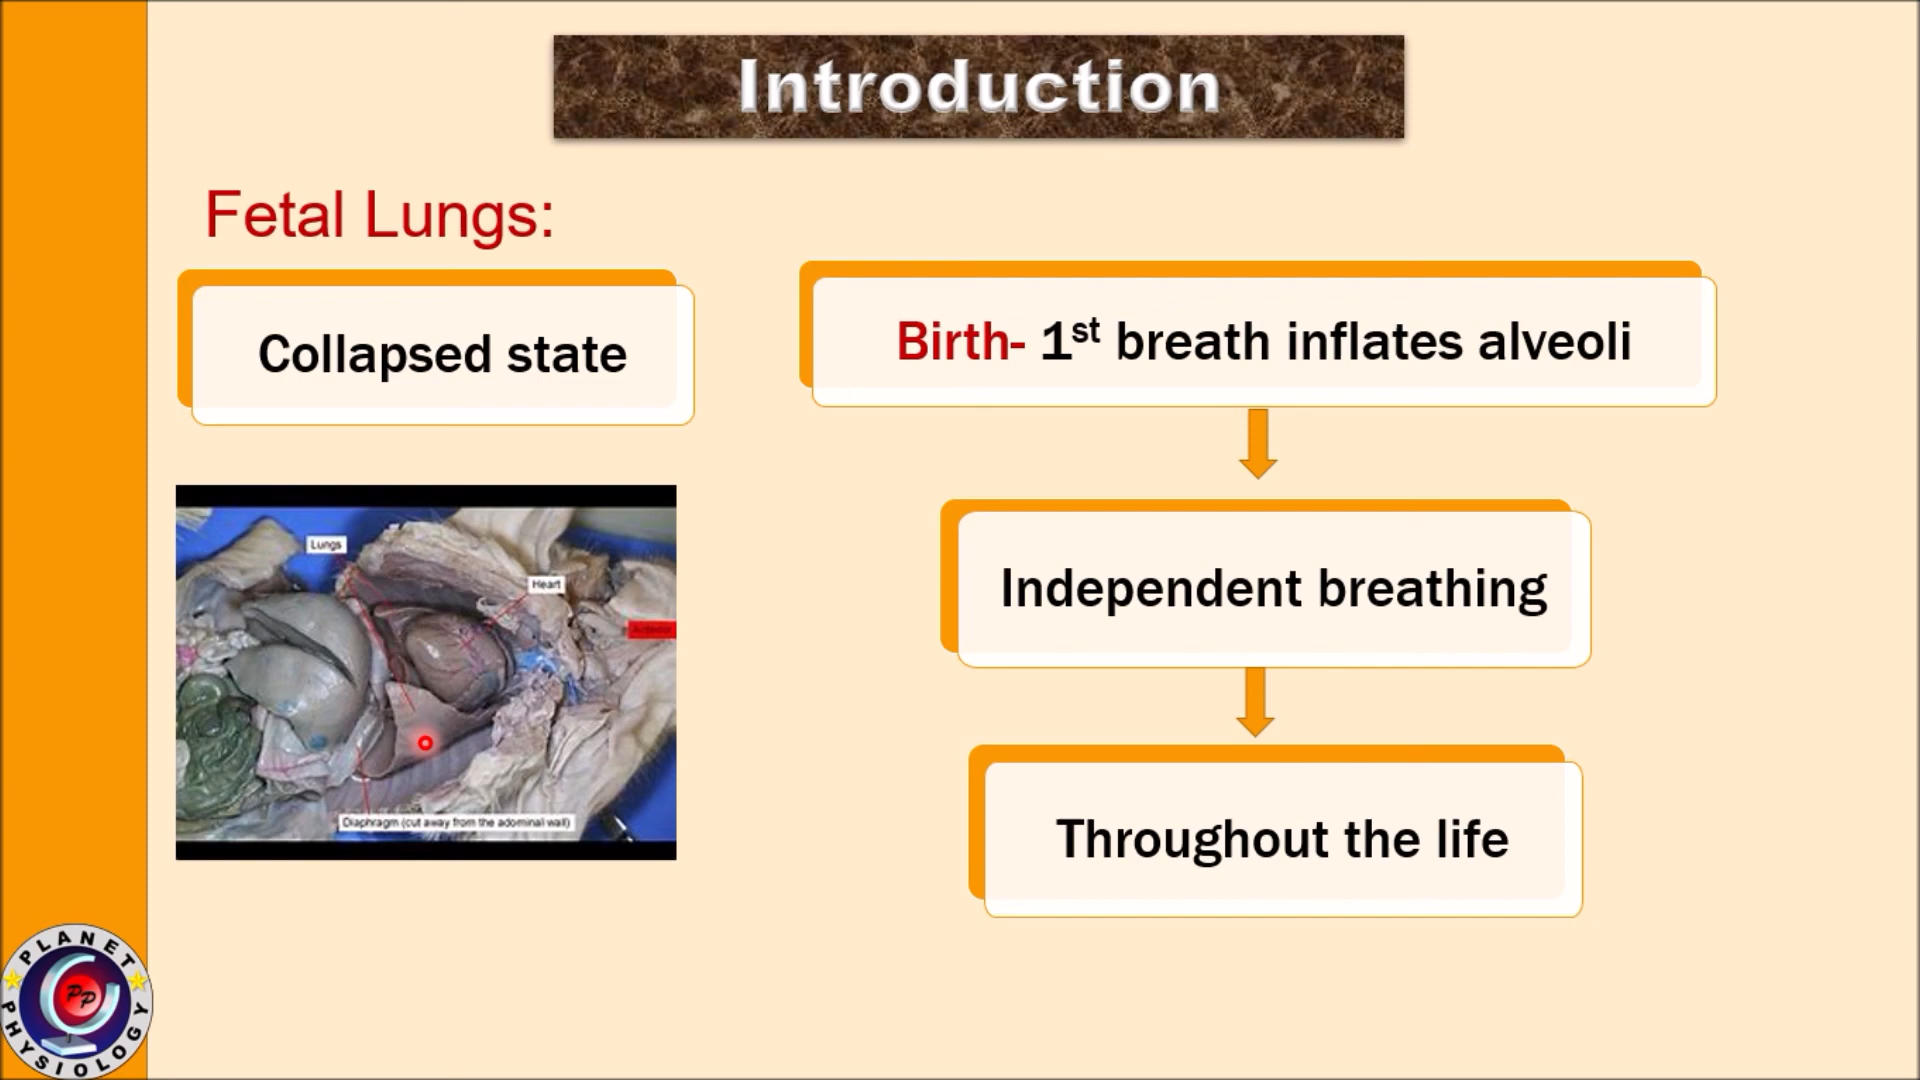 Introduction
Fetal Lungs:
Collapsed state
Birth- 1st breath inflates alveoli
Independent breathing
Throughout the life
Lungs
Heart
Anterior
Diaphragm (cut away from the adominal wall)
PLANET
PP
PHYSIOLOGY